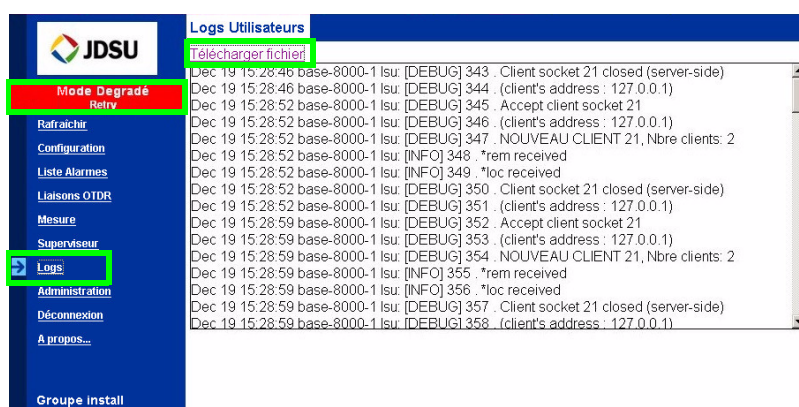 JDSU
Mode Degradé
Retry
Rafraîchir
Configuration
Liste Alarmes
Liaisons OTDR
Mesure
Superviseur
Logs
Administration
Déconnexion
A propos...
Groupe install
Logs Utilisateurs
Télécharger fichier
Dec 19 15:28:46 base-8000-1 lsu: [DEBUG] 343 . Client socket 21 closed (server-side)
Dec 19 15:28:46 base-8000-1 lsu: [DEBUG] 344 . (client's address : 127.0.0.1)
Dec 19 15:28:52 base-8000-1 lsu: [DEBUG] 345 . Accept client socket 21
Dec 19 15:28:52 base-8000-1 lsu: [DEBUG] 346 . (client's address : 127.0.0.1)
Dec 19 15:28:52 base-8000-1 lsu: [DEBUG] 347 . NOUVEAU CLIENT 21, Nbre clients: 2
Dec 19 15:28:52 base-8000-1 lsu: [INFO] 348 . *rem received
Dec 19 15:28:52 base-8000-1 lsu: [INFO] 349 . *loc received
Dec 19 15:28:52 base-8000-1 lsu: [DEBUG] 350 . Client socket 21 closed (server-side)
Dec 19 15:28:52 base-8000-1 lsu: [DEBUG] 351 . (client's address : 127.0.0.1)
Dec 19 15:28:59 base-8000-1 lsu: [DEBUG] 352 . Accept client socket 21
Dec 19 15:28:59 base-8000-1 lsu: [DEBUG] 353 . (client's address : 127.0.0.1)
Dec 19 15:28:59 base-8000-1 lsu: [DEBUG] 354 . NOUVEAU CLIENT 21, Nbre clients: 2
Dec 19 15:28:59 base-8000-1 lsu: [INFO] 355 . *rem received
Dec 19 15:28:59 base-8000-1 lsu: [INFO] 356 . *loc received
Dec 19 15:28:59 base-8000-1 lsu: [DEBUG] 357 . Client socket 21 closed (server-side)
Dec 19 15:28:59 base-8000-1 lsu: [DEBUG] 358 . (client's address : 127.0.0.1)